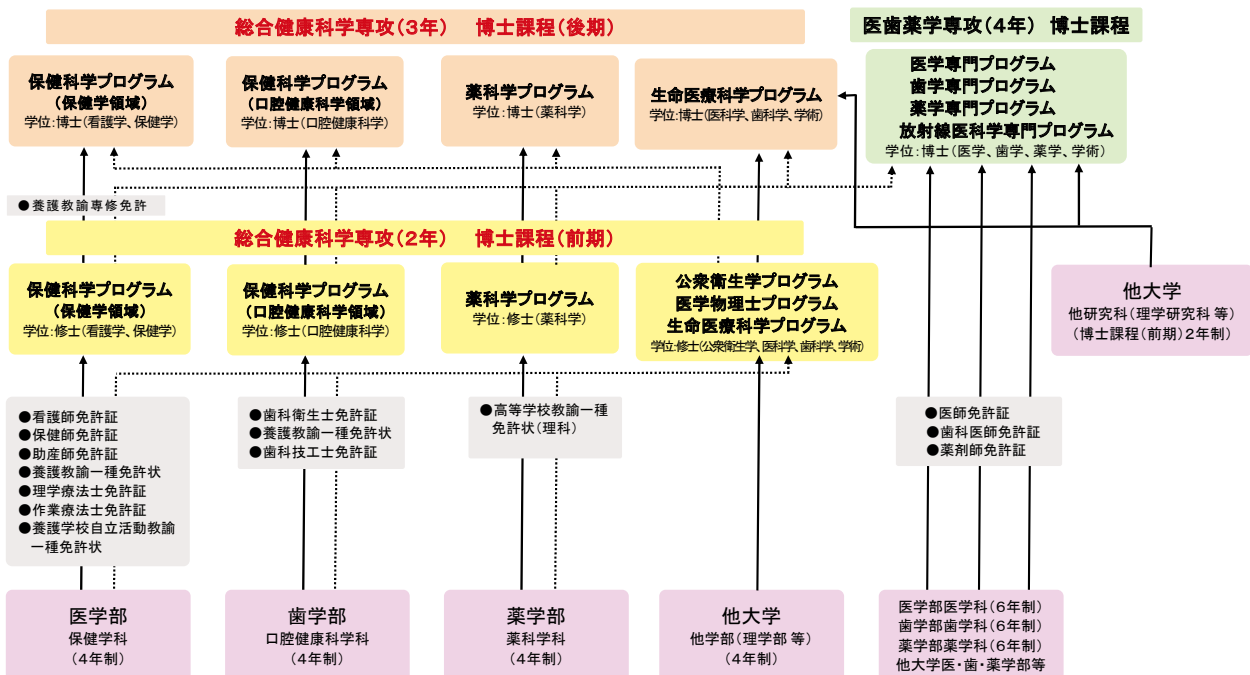 総合健康科学専攻(3年) 博士課程(後期)
医歯薬学専攻(4年) 博士課程
保健科学プログラム
(保健学領域)
学位:博士(看護学、保健学)
保健科学プログラム
(口腔健康科学領域)
学位:博士(口腔健康科学)
薬科学プログラム
学位:博士(薬科学)
生命医療科学プログラム
学位:博士(医科学、歯科学、学術)
医学専門プログラム
歯学専門プログラム
薬学専門プログラム
放射線医科学専門プログラム
学位:博士(医学、歯学、薬学、学術)
●養護教諭専修免許
総合健康科学専攻(2年) 博士課程(前期)
保健科学プログラム
(保健学領域)
学位:修士(看護学、保健学)
保健科学プログラム
(口腔健康科学領域)
学位:修士(口腔健康科学)
薬科学プログラム
学位:修士(薬科学)
公衆衛生学プログラム
医学物理士プログラム
生命医療科学プログラム
学位:修士(公衆衛生学、医科学、歯科学、学術)
他大学
他研究科(理学研究科 等)
(博士課程(前期)2年制)
●看護師免許証
●保健師免許証
●助産師免許証
●養護教諭一種免許状
●理学療法士免許証
●作業療法士免許証
●養護学校自立活動教諭
一種免許状
●歯科衛生士免許証
●養護教諭一種免許状
●歯科技工士免許証
●高等学校教諭一種
免許状(理科)
●医師免許証
●歯科医師免許証
●薬剤師免許証
医学部
保健学科
(4年制)
歯学部
口腔健康科学科
(4年制)
薬学部
薬科学科
(4年制)
他大学
他学部(理学部 等)
(4年制)
医学部医学科(6年制)
歯学部歯学科(6年制)
薬学部薬学科(6年制)
他大学医・歯・薬学部等